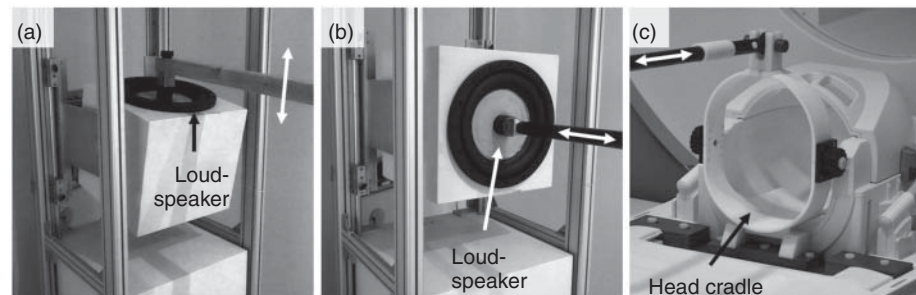 (a)
Loud-
speaker
(b)
Loud-
speaker
(c)
Head cradle